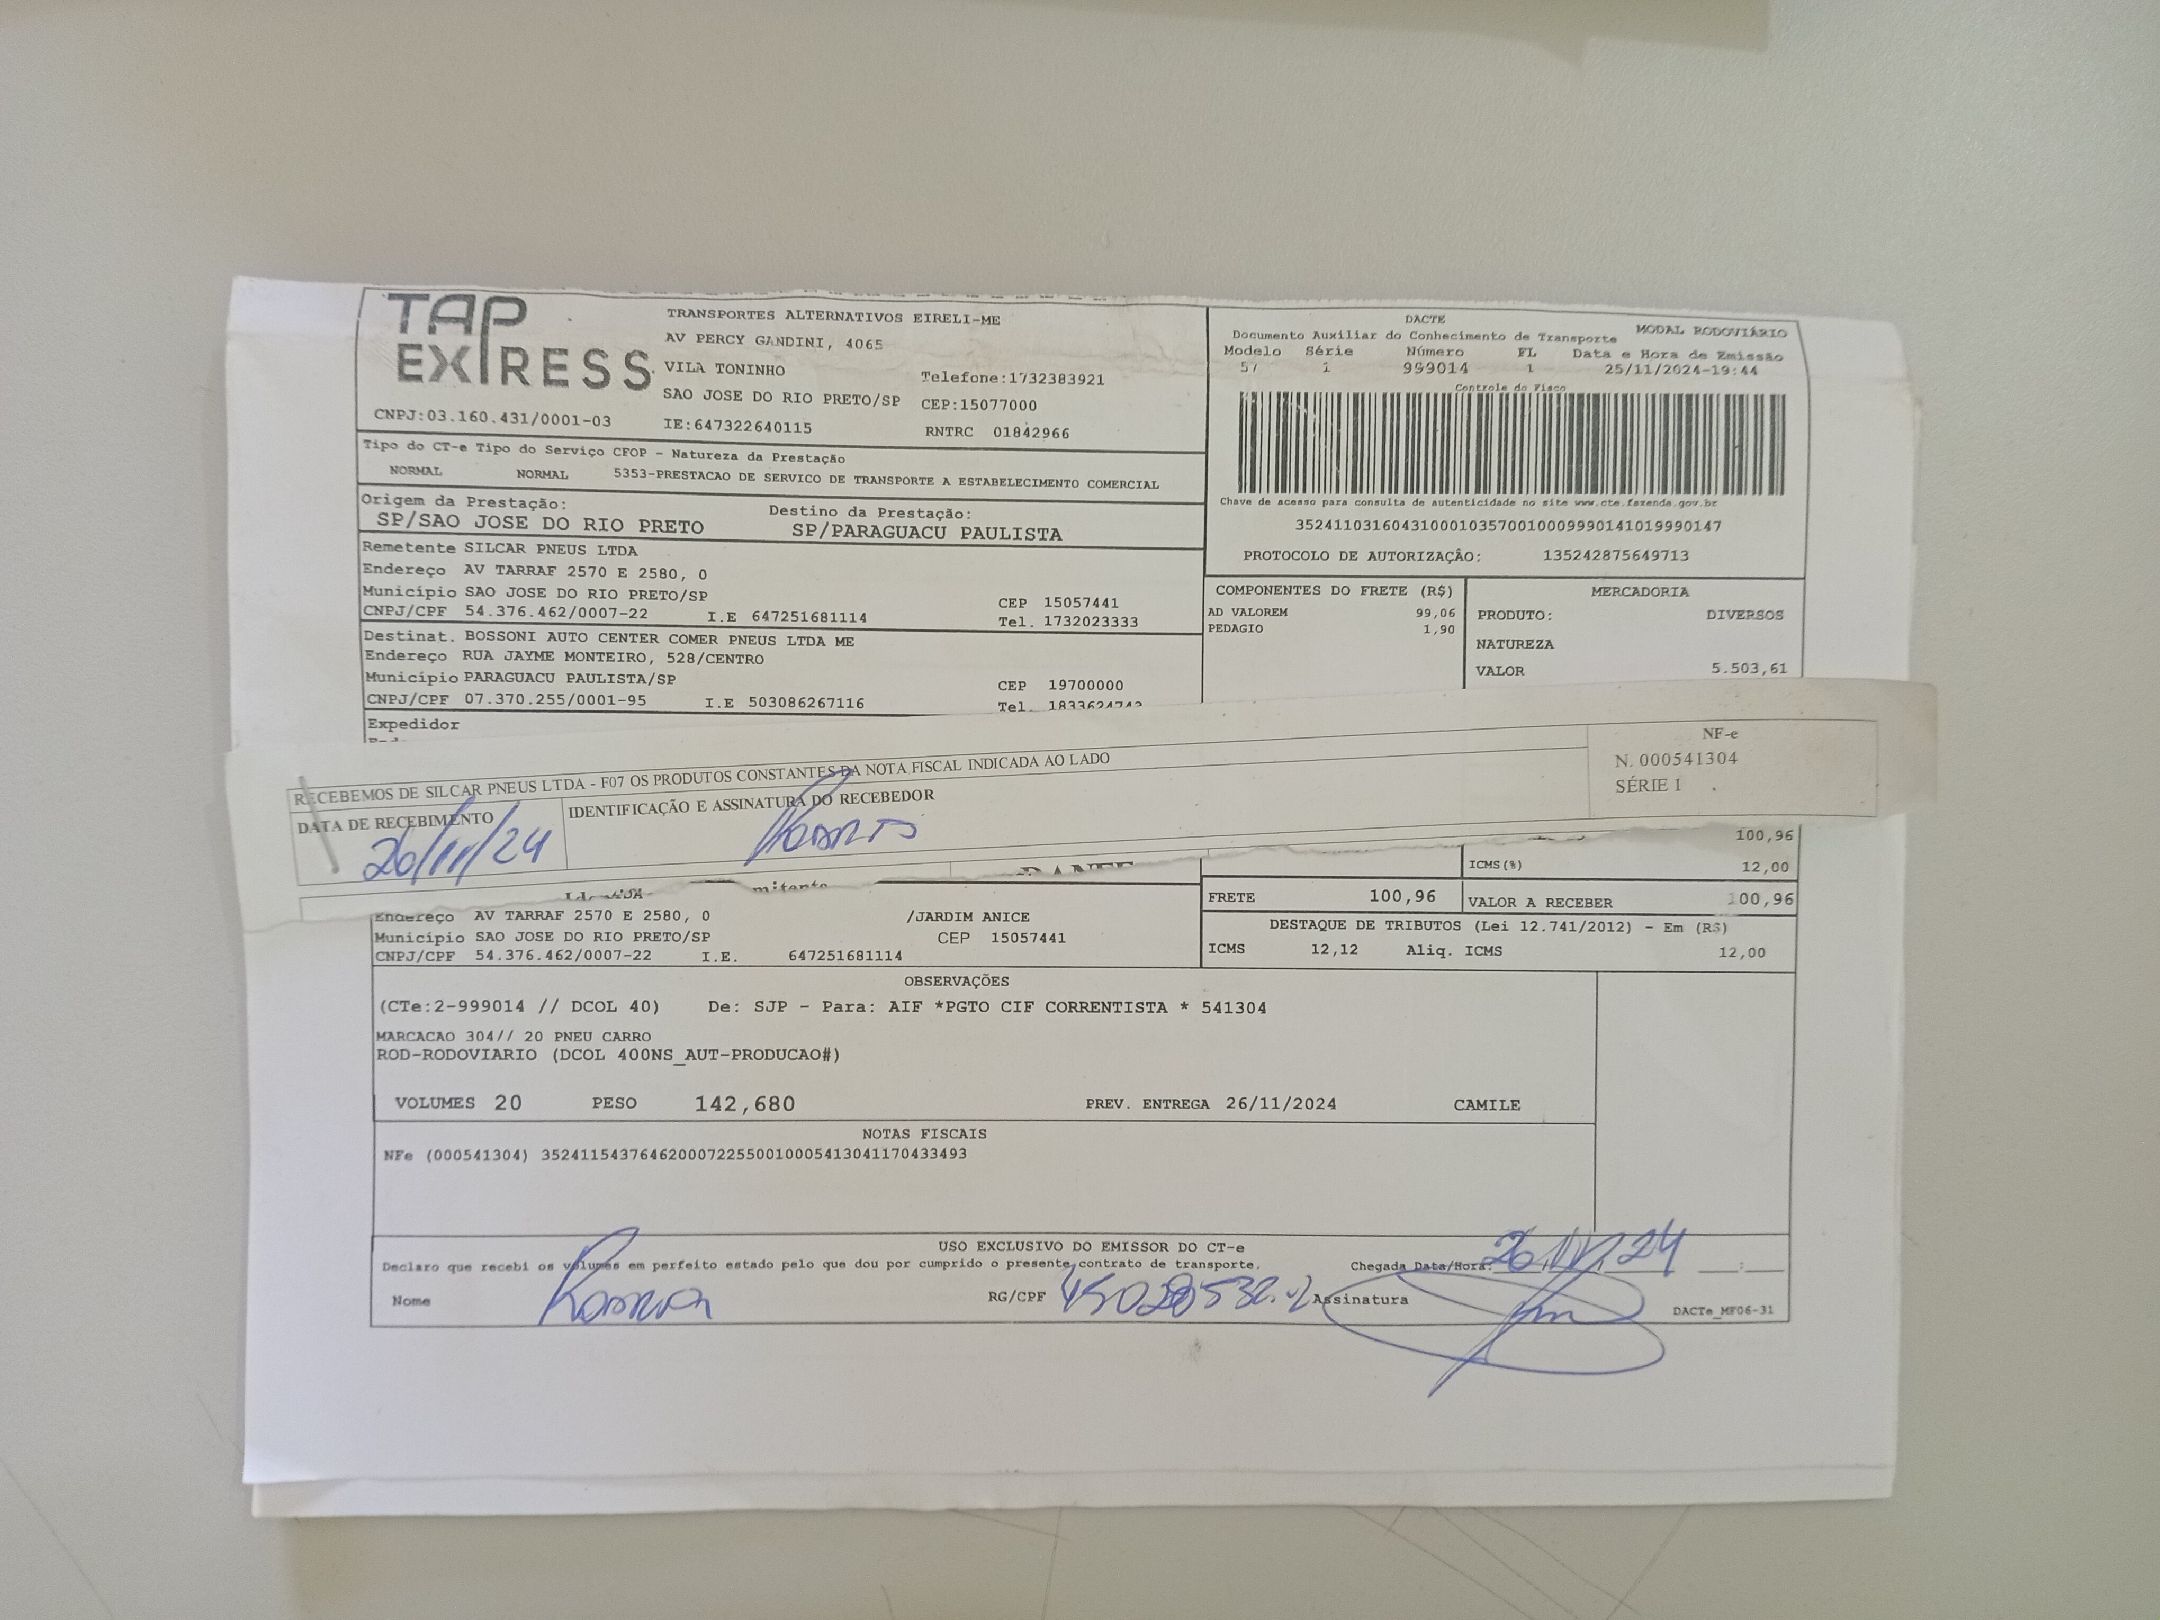 TAP EXPRESS
CNPJ:03.160.431/0001-03
TRANSPORTES ALTERNATIVOS EIRELI-ME
AV PERCY GANDINI, 4065
VILA TONINHO
Telefone:1732383921
SAO JOSE DO RIO PRETO/SP
CEP:15077000
IE:647322640115
RNTRC 01842966
DACTE
Documento Auxiliar do Conhecimento de Transporte
MODAL RODOVIÁRIO
Modelo Série Número FL Data e Hora de Emissão
57 1 999014 1 25/11/2024-19:44
Controle do Fisco
Chave de acesso para consulta de autenticidade no site www.cte.fazenda.gov.br
35241103160431000103570010009990141019990147
PROTOCOLO DE AUTORIZAÇÃO: 135242875649713
Tipo do CT-e Tipo do Serviço CFOP - Natureza da Prestação
NORMAL NORMAL 5353-PRESTACAO DE SERVICO DE TRANSPORTE A ESTABELECIMENTO COMERCIAL
Origem da Prestação: Destino da Prestação:
SP/SAO JOSE DO RIO PRETO SP/PARAGUACU PAULISTA
Remetente SILCAR PNEUS LTDA
Endereço AV TARRAF 2570 E 2580, 0
Município SAO JOSE DO RIO PRETO/SP
CEP 15057441
CNPJ/CPF 54.376.462/0007-22 I.E 647251681114 Tel. 1732023333
Destinat. BOSSONI AUTO CENTER COMER PNEUS LTDA ME
Endereço RUA JAYME MONTEIRO, 528/CENTRO
Município PARAGUACU PAULISTA/SP
CEP 19700000
CNPJ/CPF 07.370.255/0001-95 I.E 503086267116 Tel. 1833624742
Expedidor
COMPONENTES DO FRETE (R$)
AD VALOREM 99,06
PEDAGIO 1,90
MERCADORIA
PRODUTO: DIVERSOS
NATUREZA
VALOR 5.503,61
RECEBEMOS DE SILCAR PNEUS LTDA - F07 OS PRODUTOS CONSTANTES DA NOTA FISCAL INDICADA AO LADO
DATA DE RECEBIMENTO
26/11/24
IDENTIFICAÇÃO E ASSINATURA DO RECEBEDOR
NF-e
N. 000541304
SÉRIE 1
100,96
ICMS(%) 12,00
FRETE 100,96 VALOR A RECEBER 100,96
Endereço AV TARRAF 2570 E 2580, 0 /JARDIM ANICE
Município SAO JOSE DO RIO PRETO/SP CEP 15057441
CNPJ/CPF 54.376.462/0007-22 I.E. 647251681114
DESTAQUE DE TRIBUTOS (Lei 12.741/2012) - Em (R$)
ICMS 12,12 Aliq. ICMS 12,00
OBSERVAÇÕES
(CTe:2-999014 // DCOL 40) De: SJP - Para: AIF *PGTO CIF CORRENTISTA * 541304
MARCACAO 304// 20 PNEU CARRO
ROD-RODOVIARIO (DCOL 400NS_AUT-PRODUCAO#)
VOLUMES 20 PESO 142,680 PREV. ENTREGA 26/11/2024 CAMILE
NOTAS FISCAIS
NFe (000541304) 35241154376462000722550010005413041170433493
USO EXCLUSIVO DO EMISSOR DO CT-e
Declaro que recebi os volumes em perfeito estado pelo que dou por cumprido o presente contrato de transporte.
Chegada Data/Hora: 26/11/24 __:__
Nome RG/CPF Assinatura
DACTe_MF06-31